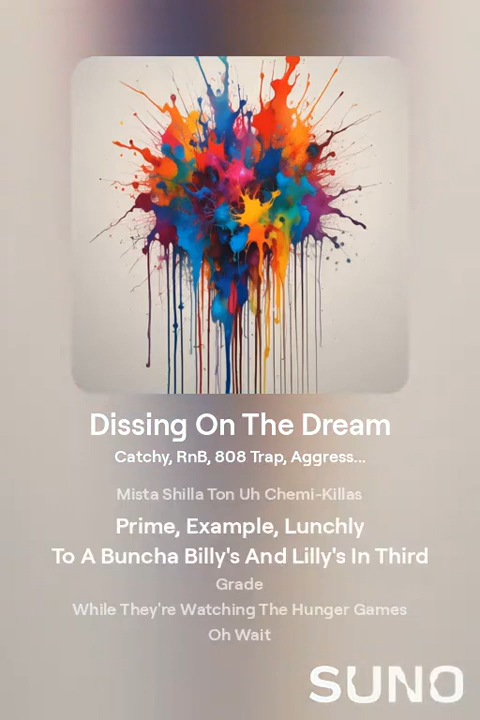 Dissing On The Dream
Catchy, RnB, 808 Trap, Aggress...
Mista Shilla Ton Uh Chemi-Killas
Prime, Example, Lunchly
To A Buncha Billy's And Lilly's In Third
Grade
While They're Watching The Hunger Games
Oh Wait
SUNO